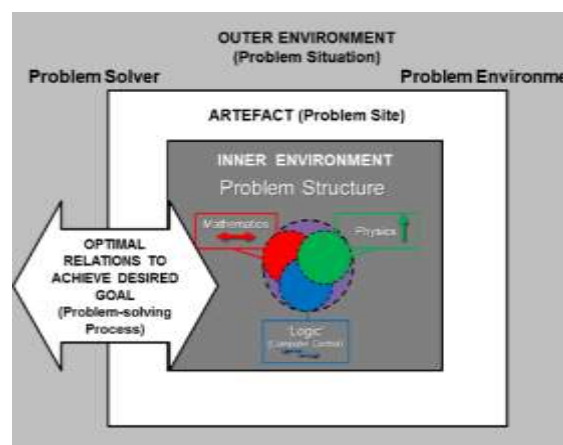 OUTER ENVIRONMENT
(Problem Situation)
Problem Solver
Problem Environme
ARTEFACT (Problem Site)
INNER ENVIRONMENT
Problem Structure
Mathematics
Physics
OPTIMAL
RELATIONS TO
ACHIEVE DESIRED
GOAL
(Problem-solving
Process)
Logic
(Computer Control)